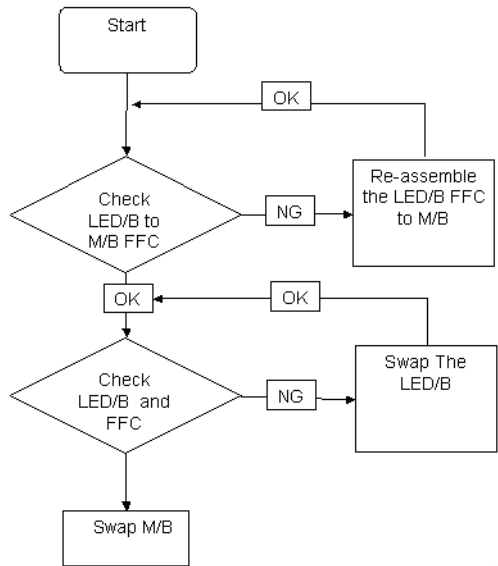 Start
OK
Check
LED/B to
M/B FFC
NG
Re-assemble
the LED/B FFC
to M/B
OK
OK
Check
LED/B and
FFC
NG
Swap The
LED/B
Swap M/B